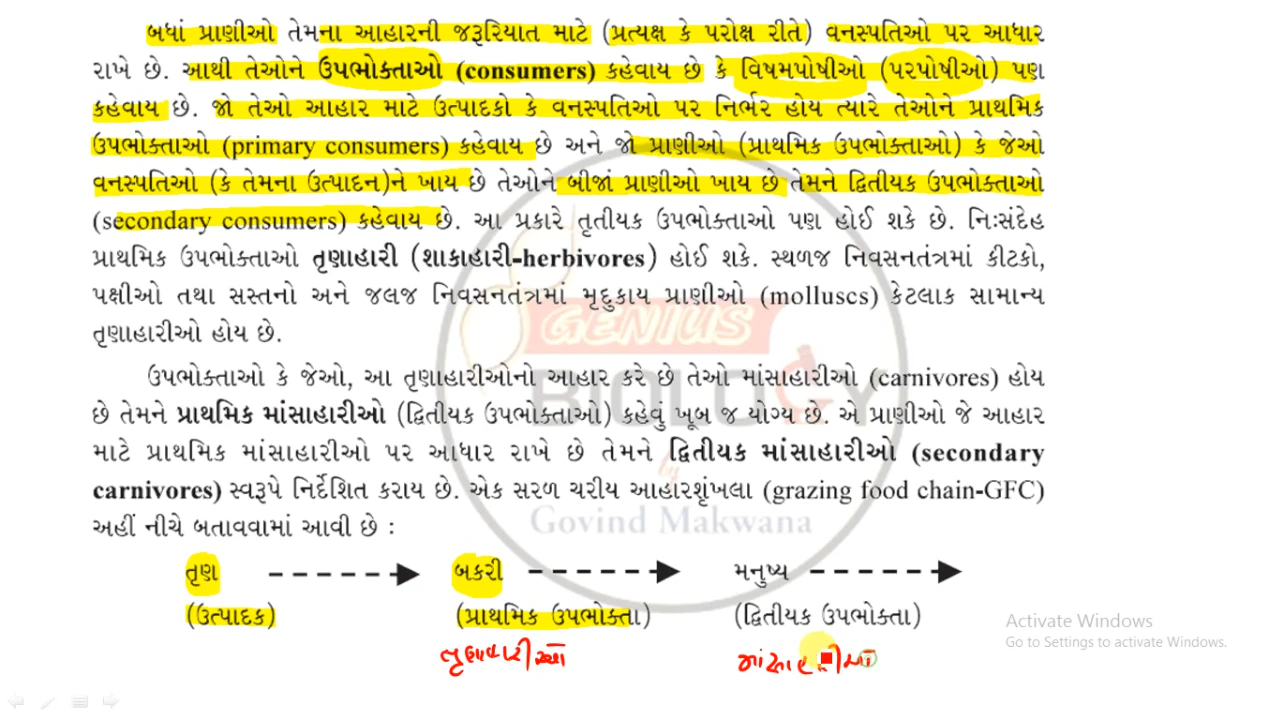 બધાં પ્રાણીઓ તેમના આહારની જરૂરિયાત માટે (પ્રત્યક્ષ કે પરોક્ષ રીતે) વનસ્પતિઓ પર આધાર
રાખે છે. આથી તેઓને ઉપભોક્તાઓ (consumers) કહેવાય છે કે વિષમપોષીઓ (પરપોષીઓ) પણ
કહેવાય છે. જો તેઓ આહાર માટે ઉત્પાદકો કે વનસ્પતિઓ પર નિર્ભર હોય ત્યારે તેઓને પ્રાથમિક
ઉપભોક્તાઓ (primary consumers) કહેવાય છે અને જો પ્રાણીઓ (પ્રાથમિક ઉપભોક્તાઓ) કે જેઓ
વનસ્પતિઓ (કે તેમના ઉત્પાદન)ને ખાય છે તેઓને બીજાં પ્રાણીઓ ખાય છે તેમને દ્વિતીયક ઉપભોક્તાઓ
(secondary consumers) કહેવાય છે. આ પ્રકારે તૃતીયક ઉપભોક્તાઓ પણ હોઈ શકે છે. નિઃસંદેહ
પ્રાથમિક ઉપભોક્તાઓ તૃણાહારી (શાકાહારી-herbivores) હોઈ શકે. સ્થળજ નિવસનતંત્રમાં કીટકો,
પક્ષીઓ તથા સસ્તનો અને જલજ નિવસનતંત્રમાં મૃદુકાય પ્રાણીઓ (molluscs) કેટલાક સામાન્ય
તૃણાહારીઓ હોય છે.
ઉપભોક્તાઓ કે જેઓ, આ તૃણાહારીઓનો આહાર કરે છે તેઓ માંસાહારીઓ (carnivores) હોય
છે તેમને પ્રાથમિક માંસાહારીઓ (દ્વિતીયક ઉપભોક્તાઓ) કહેવું ખૂબ જ યોગ્ય છે. એ પ્રાણીઓ જે આહાર
માટે પ્રાથમિક માંસાહારીઓ પર આધાર રાખે છે તેમને દ્વિતીયક માંસાહારીઓ (secondary
carnivores) સ્વરૂપે નિર્દેશિત કરાય છે. એક સરળ ચરીય આહારશૃંખલા (grazing food chain-GFC)
અહીં નીચે બતાવવામાં આવી છે :
તૃણ બકરી મનુષ્ય
(ઉત્પાદક) (પ્રાથમિક ઉપભોક્તા) (દ્વિતીયક ઉપભોક્તા)
GENIUS
BIOLOGY
by
Govind Makwana
Activate Windows
Go to Settings to activate Windows.